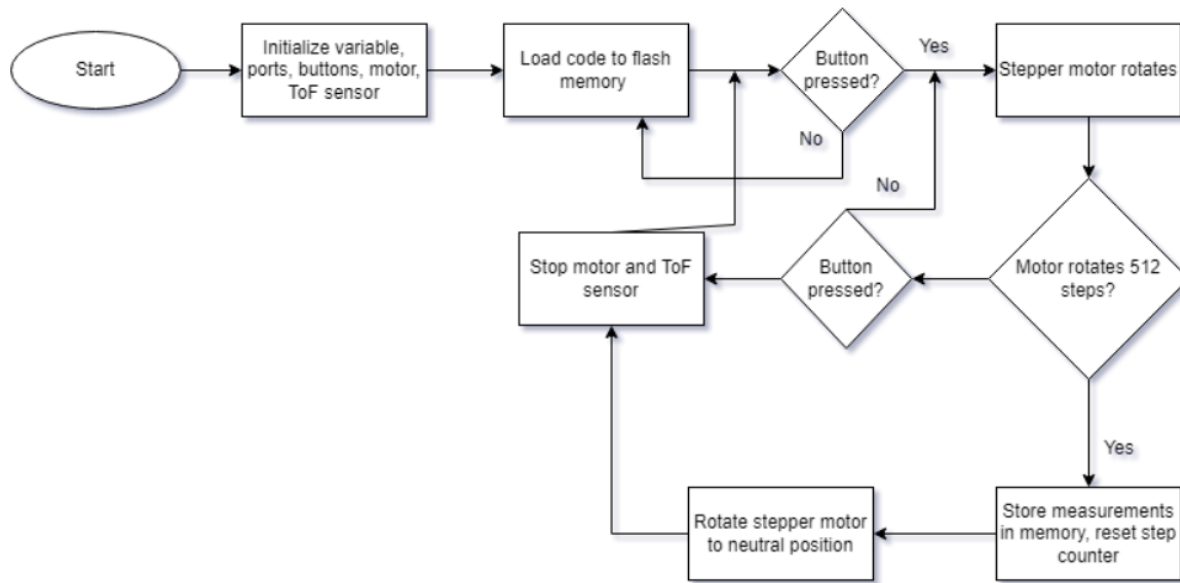 Start
Initialize variable,
ports, buttons, motor,
ToF sensor
Load code to flash
memory
Button
pressed?
Yes
Stepper motor rotates
No
No
Stop motor and ToF
sensor
Button
pressed?
Motor rotates 512
steps?
Yes
Rotate stepper motor
to neutral position
Store measurements
in memory, reset step
counter